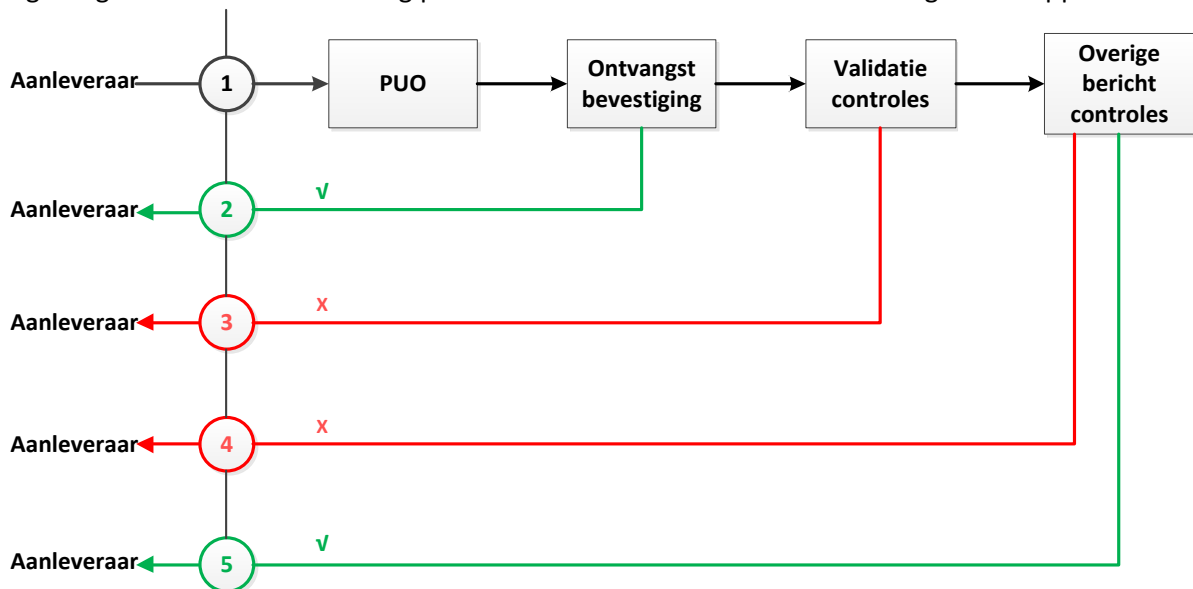 Aanleveraar
1
PUO
Ontvangst
bevestiging
Validatie
controles
Overige
bericht
controles
Aanleveraar
2
√
Aanleveraar
3
X
Aanleveraar
4
X
Aanleveraar
5
√